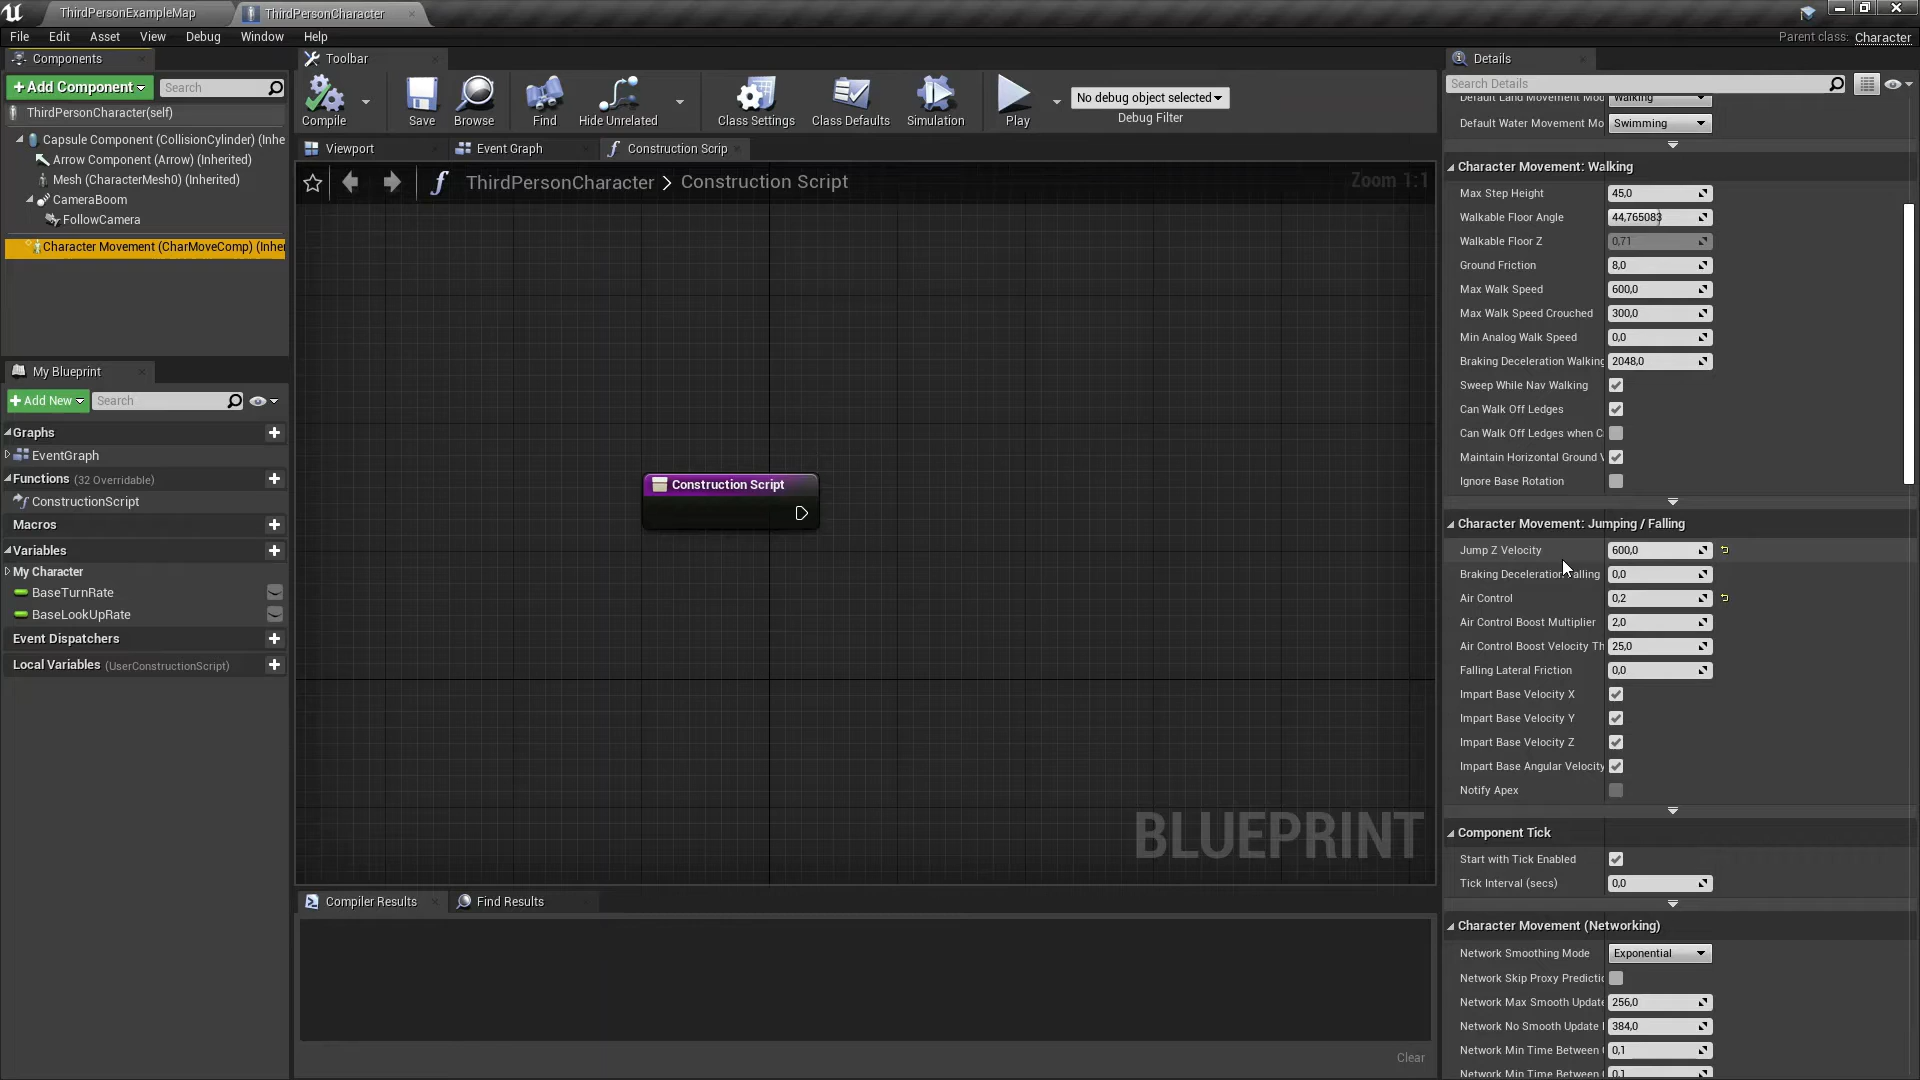 ThirdPersonExampleMap
ThirdPersonCharacter
File Edit Asset View Debug Window Help
Parent class: Character
Components
+Add Component
Search
ThirdPersonCharacter(self)
Capsule Component (CollisionCylinder) (Inhe
Arrow Component (Arrow) (Inherited)
Mesh (CharacterMesh0) (Inherited)
CameraBoom
FollowCamera
Character Movement (CharMoveComp) (Inhe
My Blueprint
+Add New
Search
Graphs
EventGraph
Functions (32 Overridable)
ConstructionScript
Macros
Variables
My Character
BaseTurnRate
BaseLookUpRate
Event Dispatchers
Local Variables (UserConstructionScript)
Toolbar
Compile
Save
Browse
Find
Hide Unrelated
Class Settings
Class Defaults
Simulation
Play
No debug object selected
Debug Filter
Viewport
Event Graph
Construction Scrip
ThirdPersonCharacter > Construction Script
Zoom 1:1
Construction Script
BLUEPRINT
Compiler Results
Find Results
Clear
Details
Search Details
Default Land Movement Mod Walking
Default Water Movement Mo Swimming
Character Movement: Walking
Max Step Height 45,0
Walkable Floor Angle 44,765083
Walkable Floor Z 0,71
Ground Friction 8,0
Max Walk Speed 600,0
Max Walk Speed Crouched 300,0
Min Analog Walk Speed 0,0
Braking Deceleration Walking 2048,0
Sweep While Nav Walking
Can Walk Off Ledges
Can Walk Off Ledges when C
Maintain Horizontal Ground V
Ignore Base Rotation
Character Movement: Jumping / Falling
Jump Z Velocity 600,0
Braking Deceleration Falling 0,0
Air Control 0,2
Air Control Boost Multiplier 2,0
Air Control Boost Velocity Th 25,0
Falling Lateral Friction 0,0
Impart Base Velocity X
Impart Base Velocity Y
Impart Base Velocity Z
Impart Base Angular Velocity
Notify Apex
Component Tick
Start with Tick Enabled
Tick Interval (secs) 0,0
Character Movement (Networking)
Network Smoothing Mode Exponential
Network Skip Proxy Predictio
Network Max Smooth Update 256,0
Network No Smooth Update 384,0
Network Min Time Between 0,1
Network Min Time Between 0,1